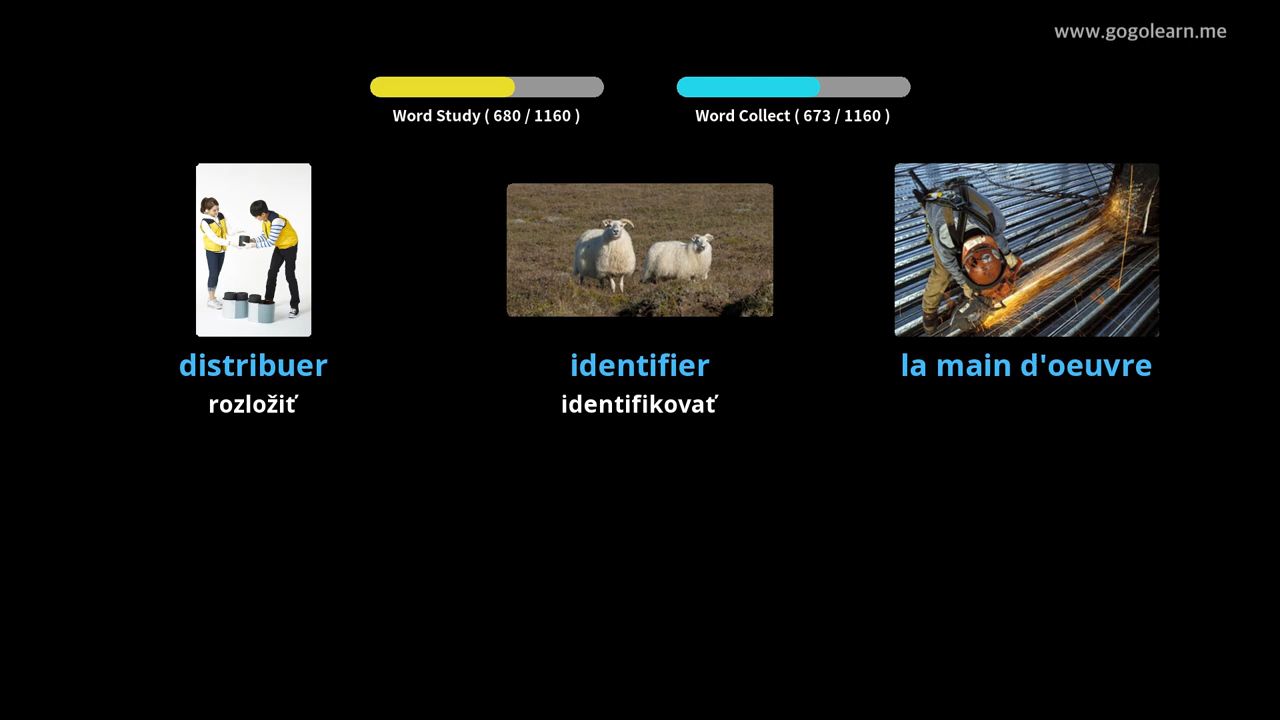 www.gogolearn.me
Word Study ( 680 / 1160 )
Word Collect ( 673 / 1160 )
distribuer
rozložiť
identifier
identifikovať
la main d'oeuvre